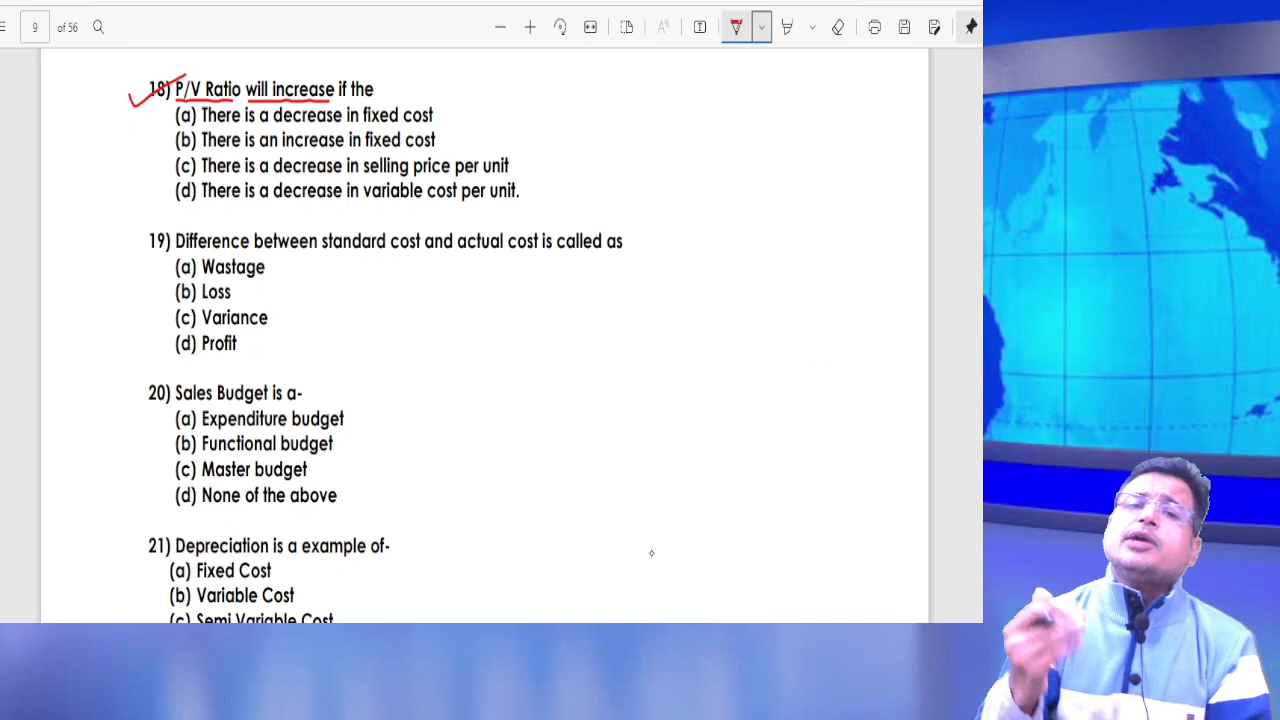 9 of 56
18) P/V Ratio will increase if the
(a) There is a decrease in fixed cost
(b) There is an increase in fixed cost
(c) There is a decrease in selling price per unit
(d) There is a decrease in variable cost per unit.
19) Difference between standard cost and actual cost is called as
(a) Wastage
(b) Loss
(c) Variance
(d) Profit
20) Sales Budget is a-
(a) Expenditure budget
(b) Functional budget
(c) Master budget
(d) None of the above
21) Depreciation is a example of-
(a) Fixed Cost
(b) Variable Cost
(c) Semi Variable Cost